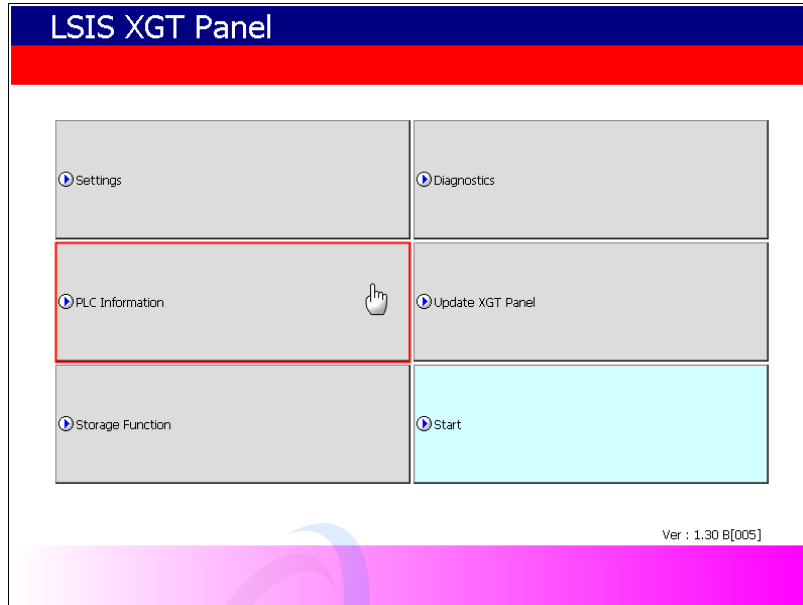 LSIS XGT Panel
Settings
Diagnostics
PLC Information
Update XGT Panel
Storage Function
Start
Ver : 1.30 B[005]